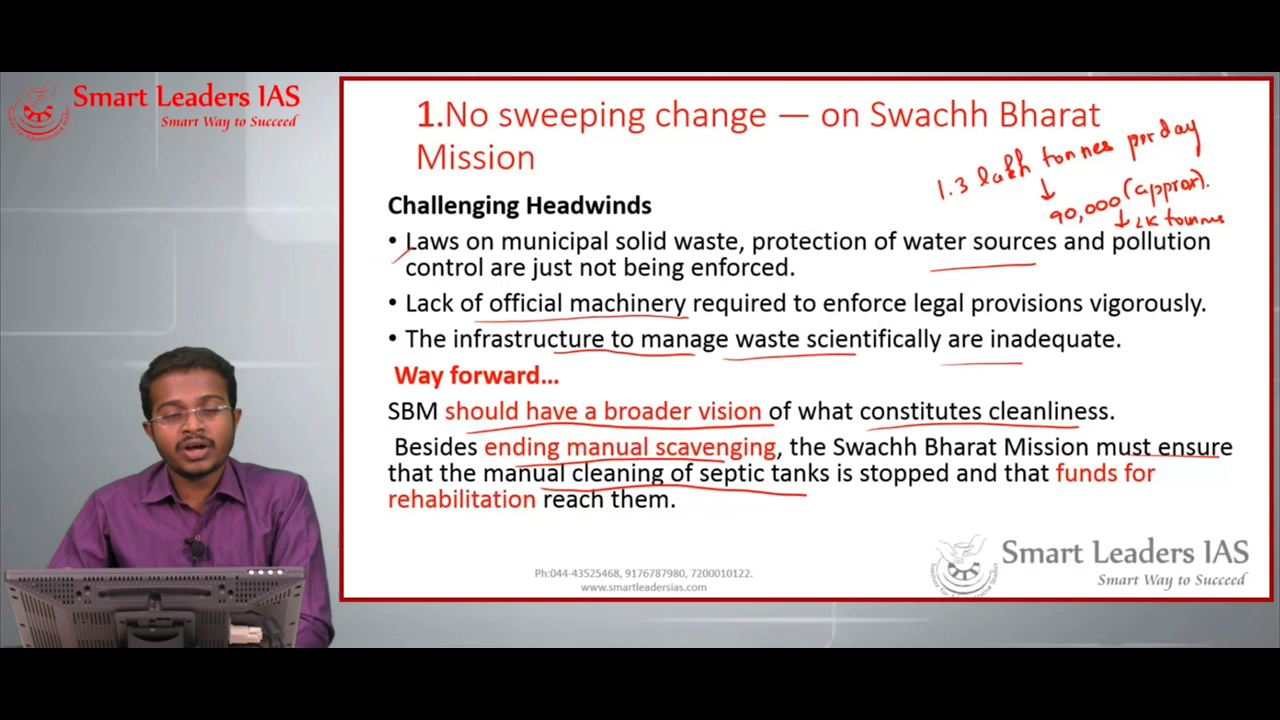 Smart Leaders IAS
Smart Way to Succeed
1.No sweeping change — on Swachh Bharat
Mission
1.3 lakh tonnes per day
90,000 (approx).
2K tonnes
Challenging Headwinds
• Laws on municipal solid waste, protection of water sources and pollution
control are just not being enforced.
• Lack of official machinery required to enforce legal provisions vigorously.
• The infrastructure to manage waste scientifically are inadequate.
Way forward...
SBM should have a broader vision of what constitutes cleanliness.
Besides ending manual scavenging, the Swachh Bharat Mission must ensure
that the manual cleaning of septic tanks is stopped and that funds for
rehabilitation reach them.
Ph:044-43525468, 9176787980, 7200010122.
www.smartleadersias.com
Smart Leaders IAS
Smart Way to Succeed